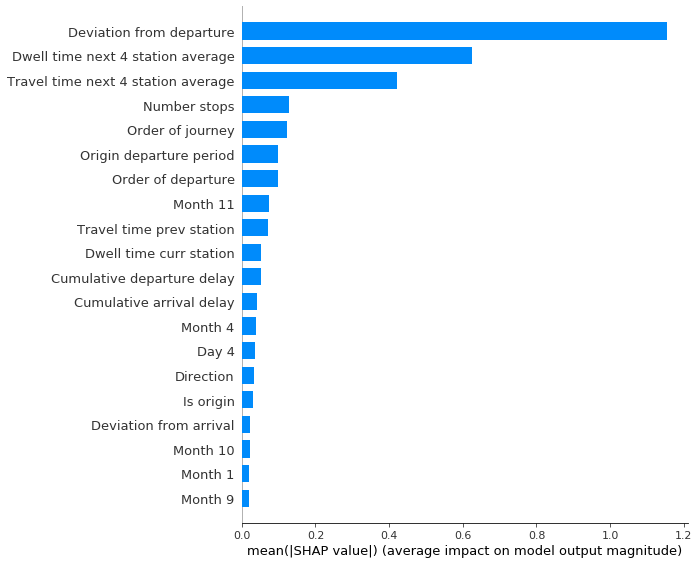 Deviation from departure
Dwell time next 4 station average
Travel time next 4 station average
Number stops
Order of journey
Origin departure period
Order of departure
Month 11
Travel time prev station
Dwell time curr station
Cumulative departure delay
Cumulative arrival delay
Month 4
Day 4
Direction
Is origin
Deviation from arrival
Month 10
Month 1
Month 9
0.0 0.2 0.4 0.6 0.8 1.0 1.2
mean(|SHAP value|) (average impact on model output magnitude)